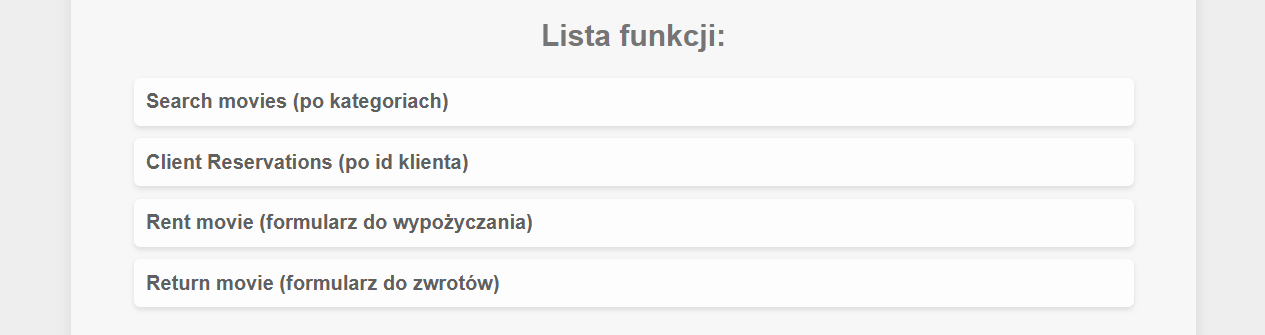 Lista funkcji:
Search movies (po kategoriach)
Client Reservations (po id klienta)
Rent movie (formularz do wypożyczania)
Return movie (formularz do zwrotów)